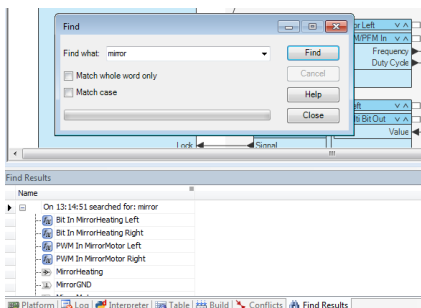 Find
Find what: mirror
Find
Match whole word only
Cancel
Match case
Help
Close
or Left
M/PFM In
Frequency
Duty Cycle
eft
lti Bit Out
Value
Lock
Signal
Find Results
Name
On 13:14:51 searched for: mirror
Bit In MirrorHeating Left
Bit In MirrorHeating Right
PWM In MirrorMotor Left
PWM In MirrorMotor Right
MirrorHeating
MirrorGND
Platform Log Interpreter Table Build Conflicts Find Results